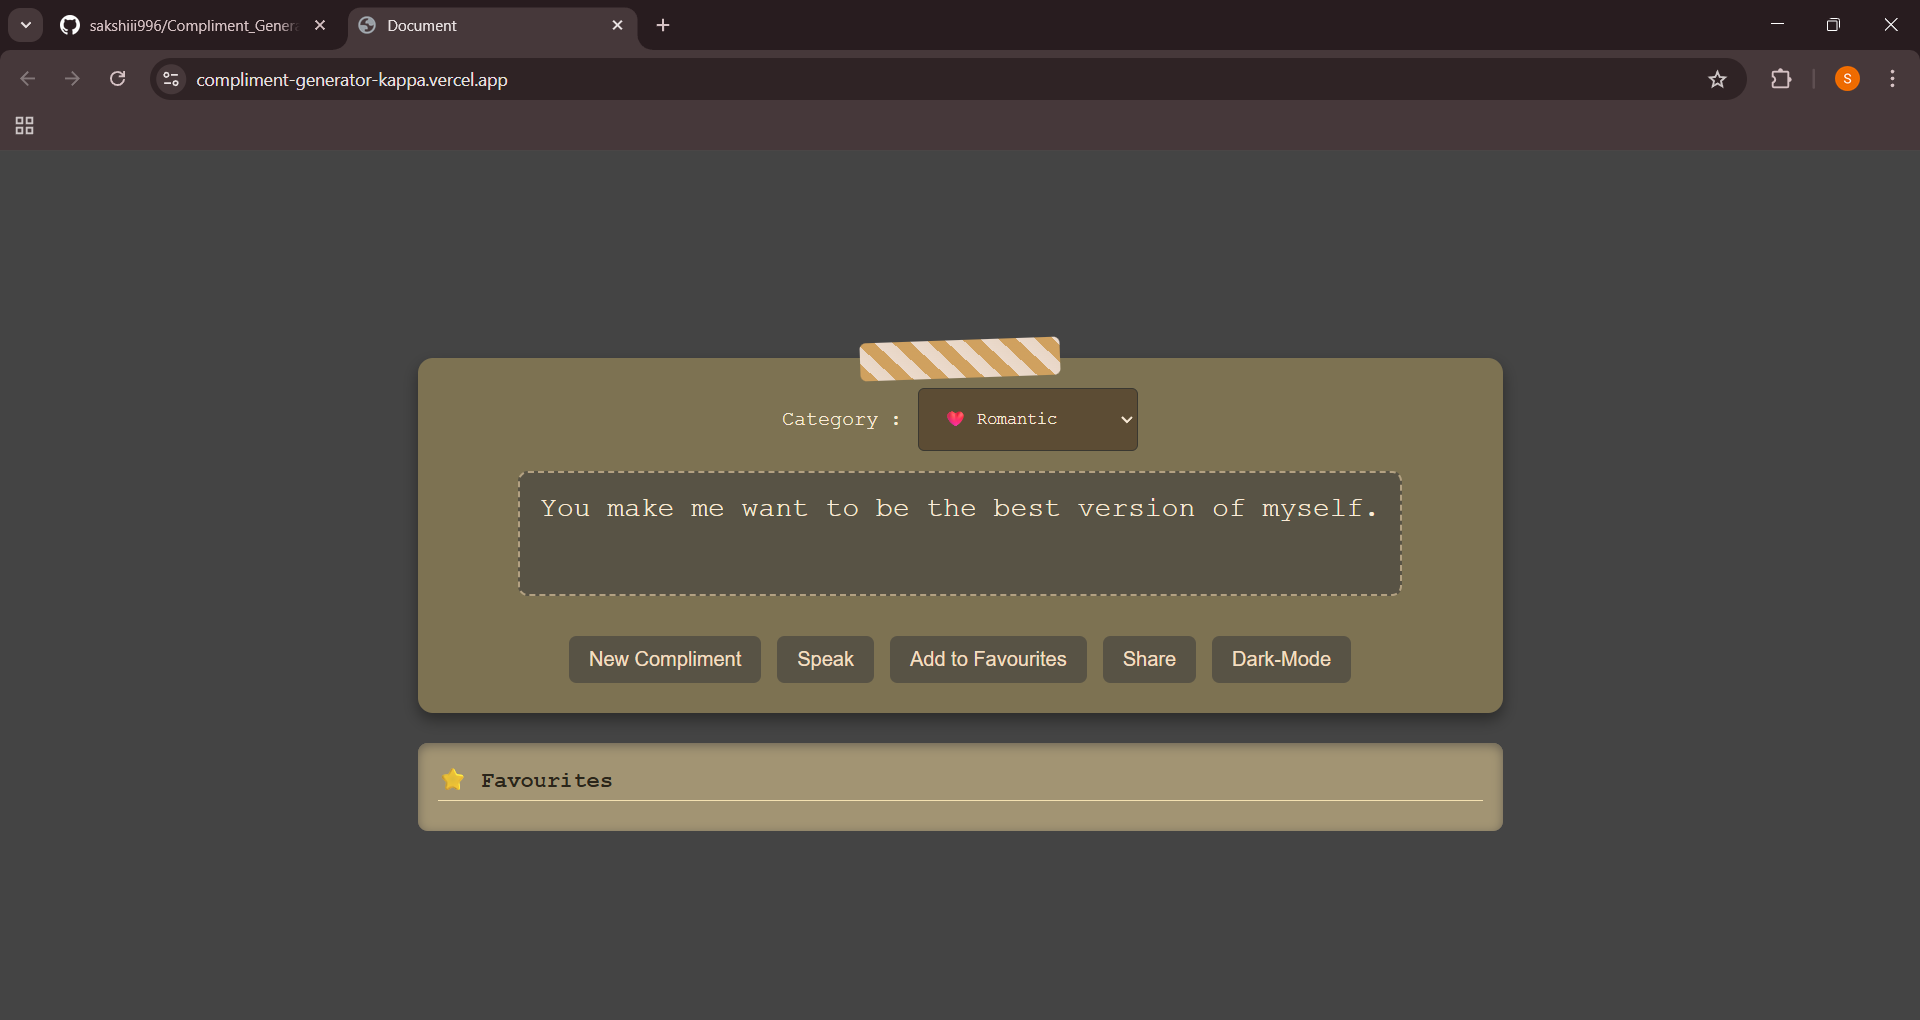 sakshiii996/Compliment_Genera
Document
compliment-generator-kappa.vercel.app
S
Category : 💗 Romantic
You make me want to be the best version of myself.
New Compliment Speak Add to Favourites Share Dark-Mode
⭐ Favourites